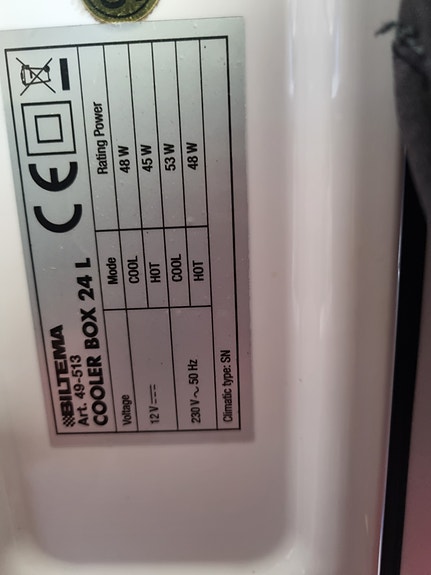 BILTEMA
Art. 49-513
COOLER BOX 24 L
CE
Voltage Mode Rating Power
12 V COOL 48 W
HOT 45 W
230 V ~ 50 Hz COOL 53 W
HOT 48 W
Climatic type: SN